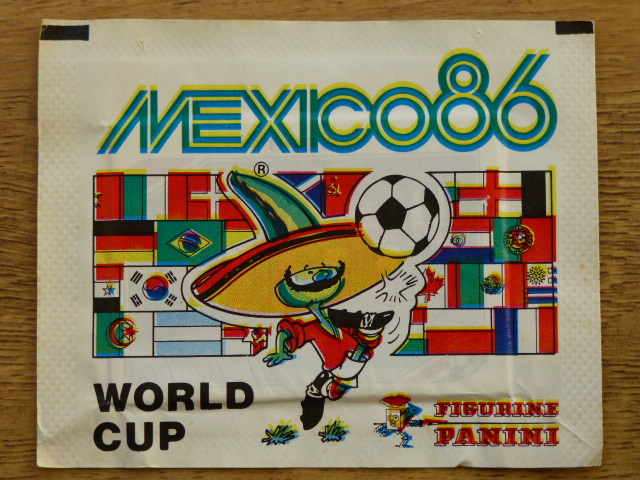 MEXICO86
®
WORLD
CUP
FIGURINE
PANINI